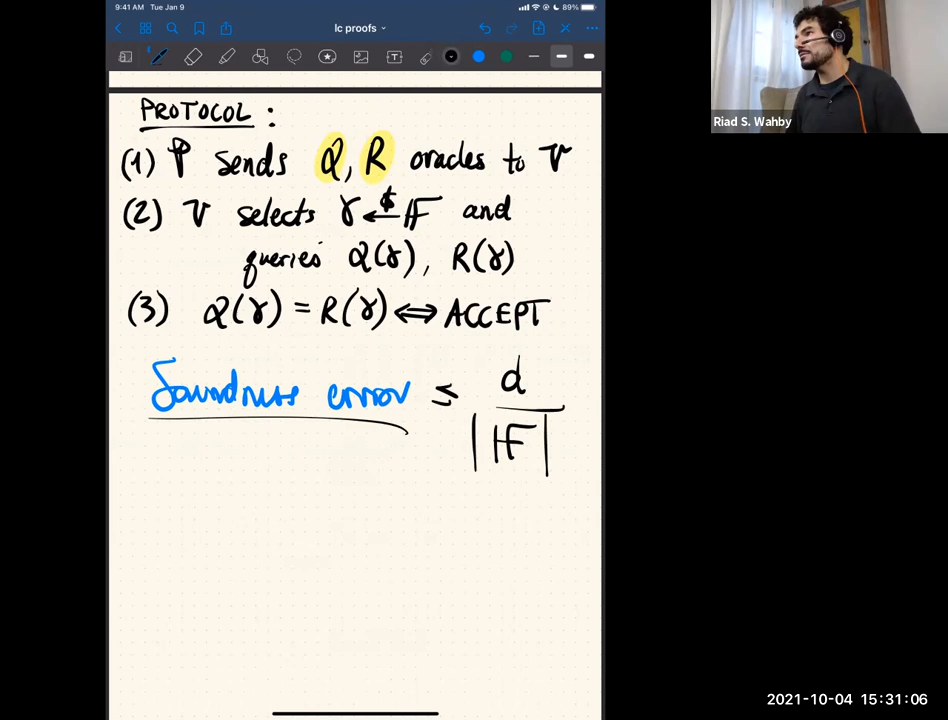 9:41 AM Tue Jan 9
89%
lc proofs
PROTOCOL:
(1) P sends Q, R oracles to V
(2) V selects γ ←$ 𝔽 and
queries Q(γ), R(γ)
(3) Q(γ) = R(γ) ⟺ ACCEPT
Soundness error ≤ d / |𝔽|
Riad S. Wahby
2021-10-04 15:31:06